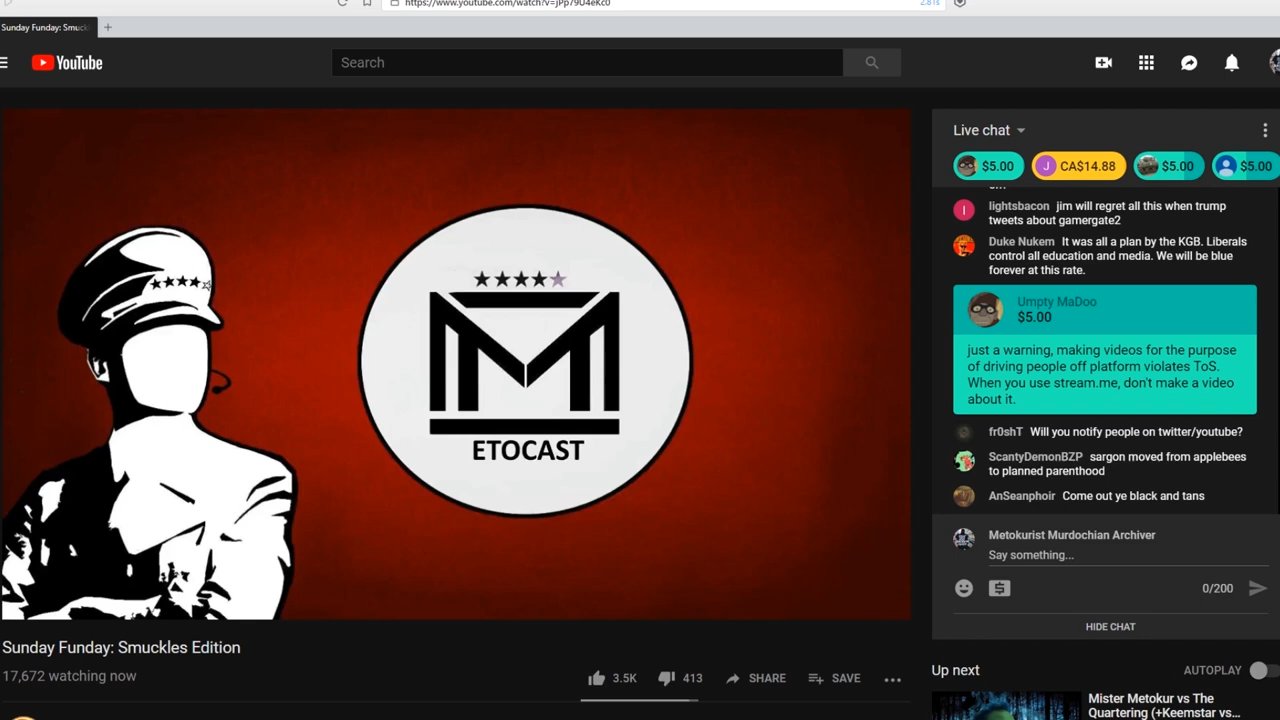 https://www.youtube.com/watch?v=jPp79U4eKc0
2.81s
Sunday Funday: Smuck
YouTube
Search
Live chat
$5.00
J CA$14.88
$5.00
$5.00
I lightsbacon jim will regret all this when trump
tweets about gamergate2
Duke Nukem It was all a plan by the KGB. Liberals
control all education and media. We will be blue
forever at this rate.
Umpty MaDoo
$5.00
just a warning, making videos for the purpose
of driving people off platform violates ToS.
When you use stream.me, don't make a video
about it.
fr0shT Will you notify people on twitter/youtube?
ScantyDemonBZP sargon moved from applebees
to planned parenthood
AnSeanphoir Come out ye black and tans
Metokurist Murdochian Archiver
Say something...
0/200
HIDE CHAT
M
ETOCAST
Sunday Funday: Smuckles Edition
17,672 watching now
3.5K
413
SHARE
SAVE
Up next
AUTOPLAY
Mister Metokur vs The
Quartering (+Keemstar vs...